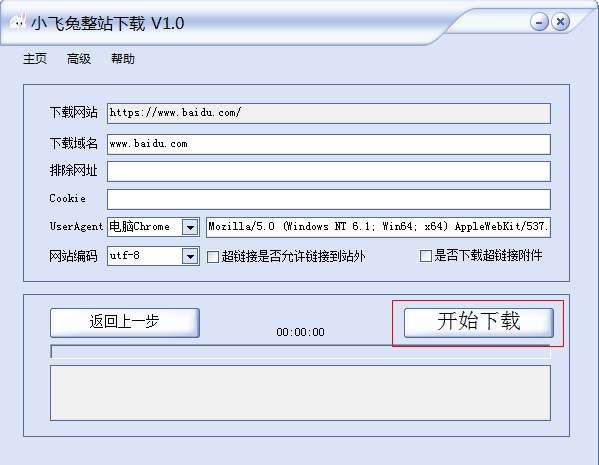 小飞兔整站下载 V1.0
主页 高级 帮助
下载网站 https://www.baidu.com/
下载域名 www.baidu.com
排除网址
Cookie
UserAgent 电脑Chrome Mozilla/5.0 (Windows NT 6.1; Win64; x64) AppleWebKit/537.
网站编码 utf-8 超链接是否允许链接到站外 是否下载超链接附件
返回上一步 00:00:00 开始下载